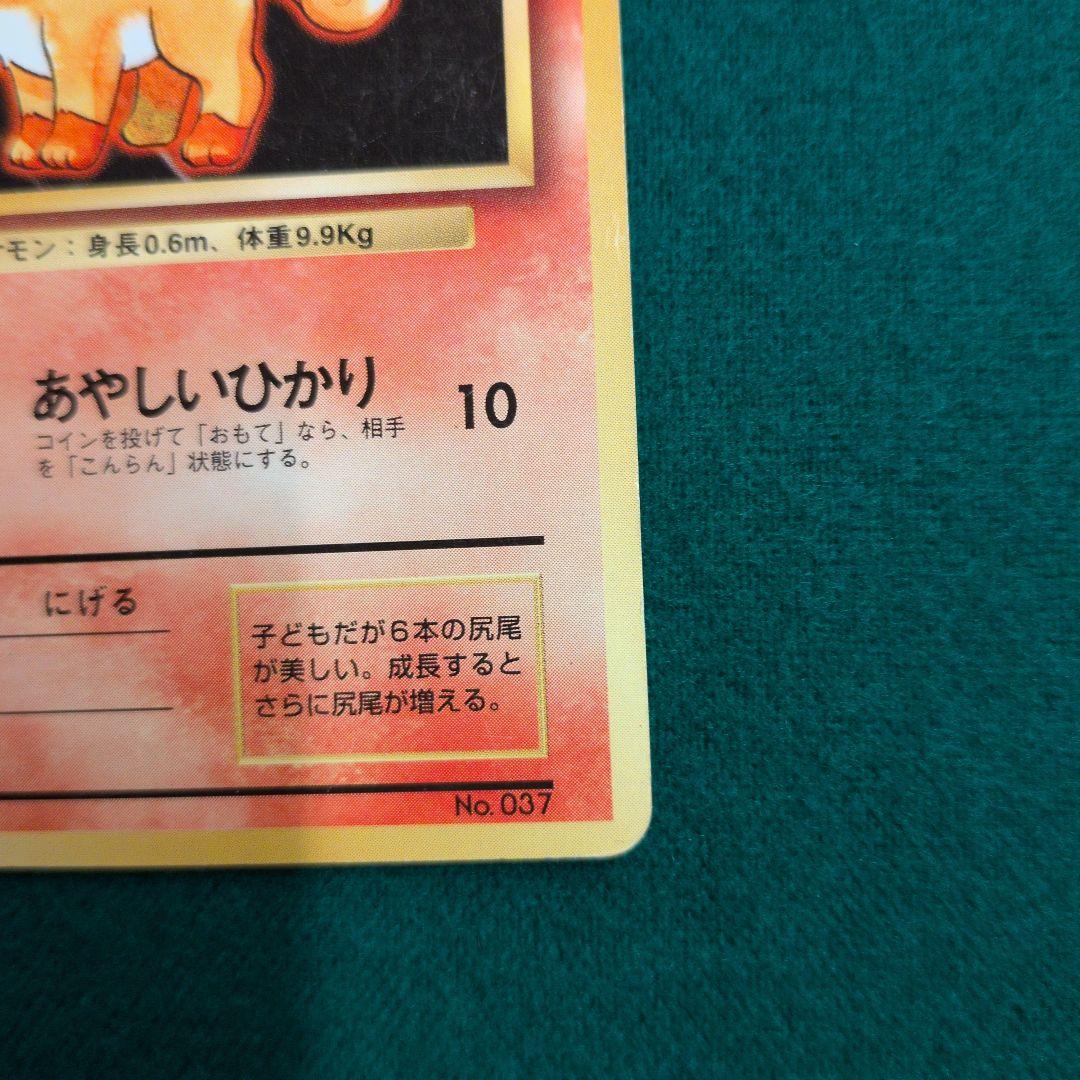 モン：身長0.6m、体重9.9Kg
あやしいひかり 10
コインを投げて「おもて」なら、相手
を「こんらん」状態にする。
にげる
子どもだが6本の尻尾
が美しい。成長すると
さらに尻尾が増える。
No. 037